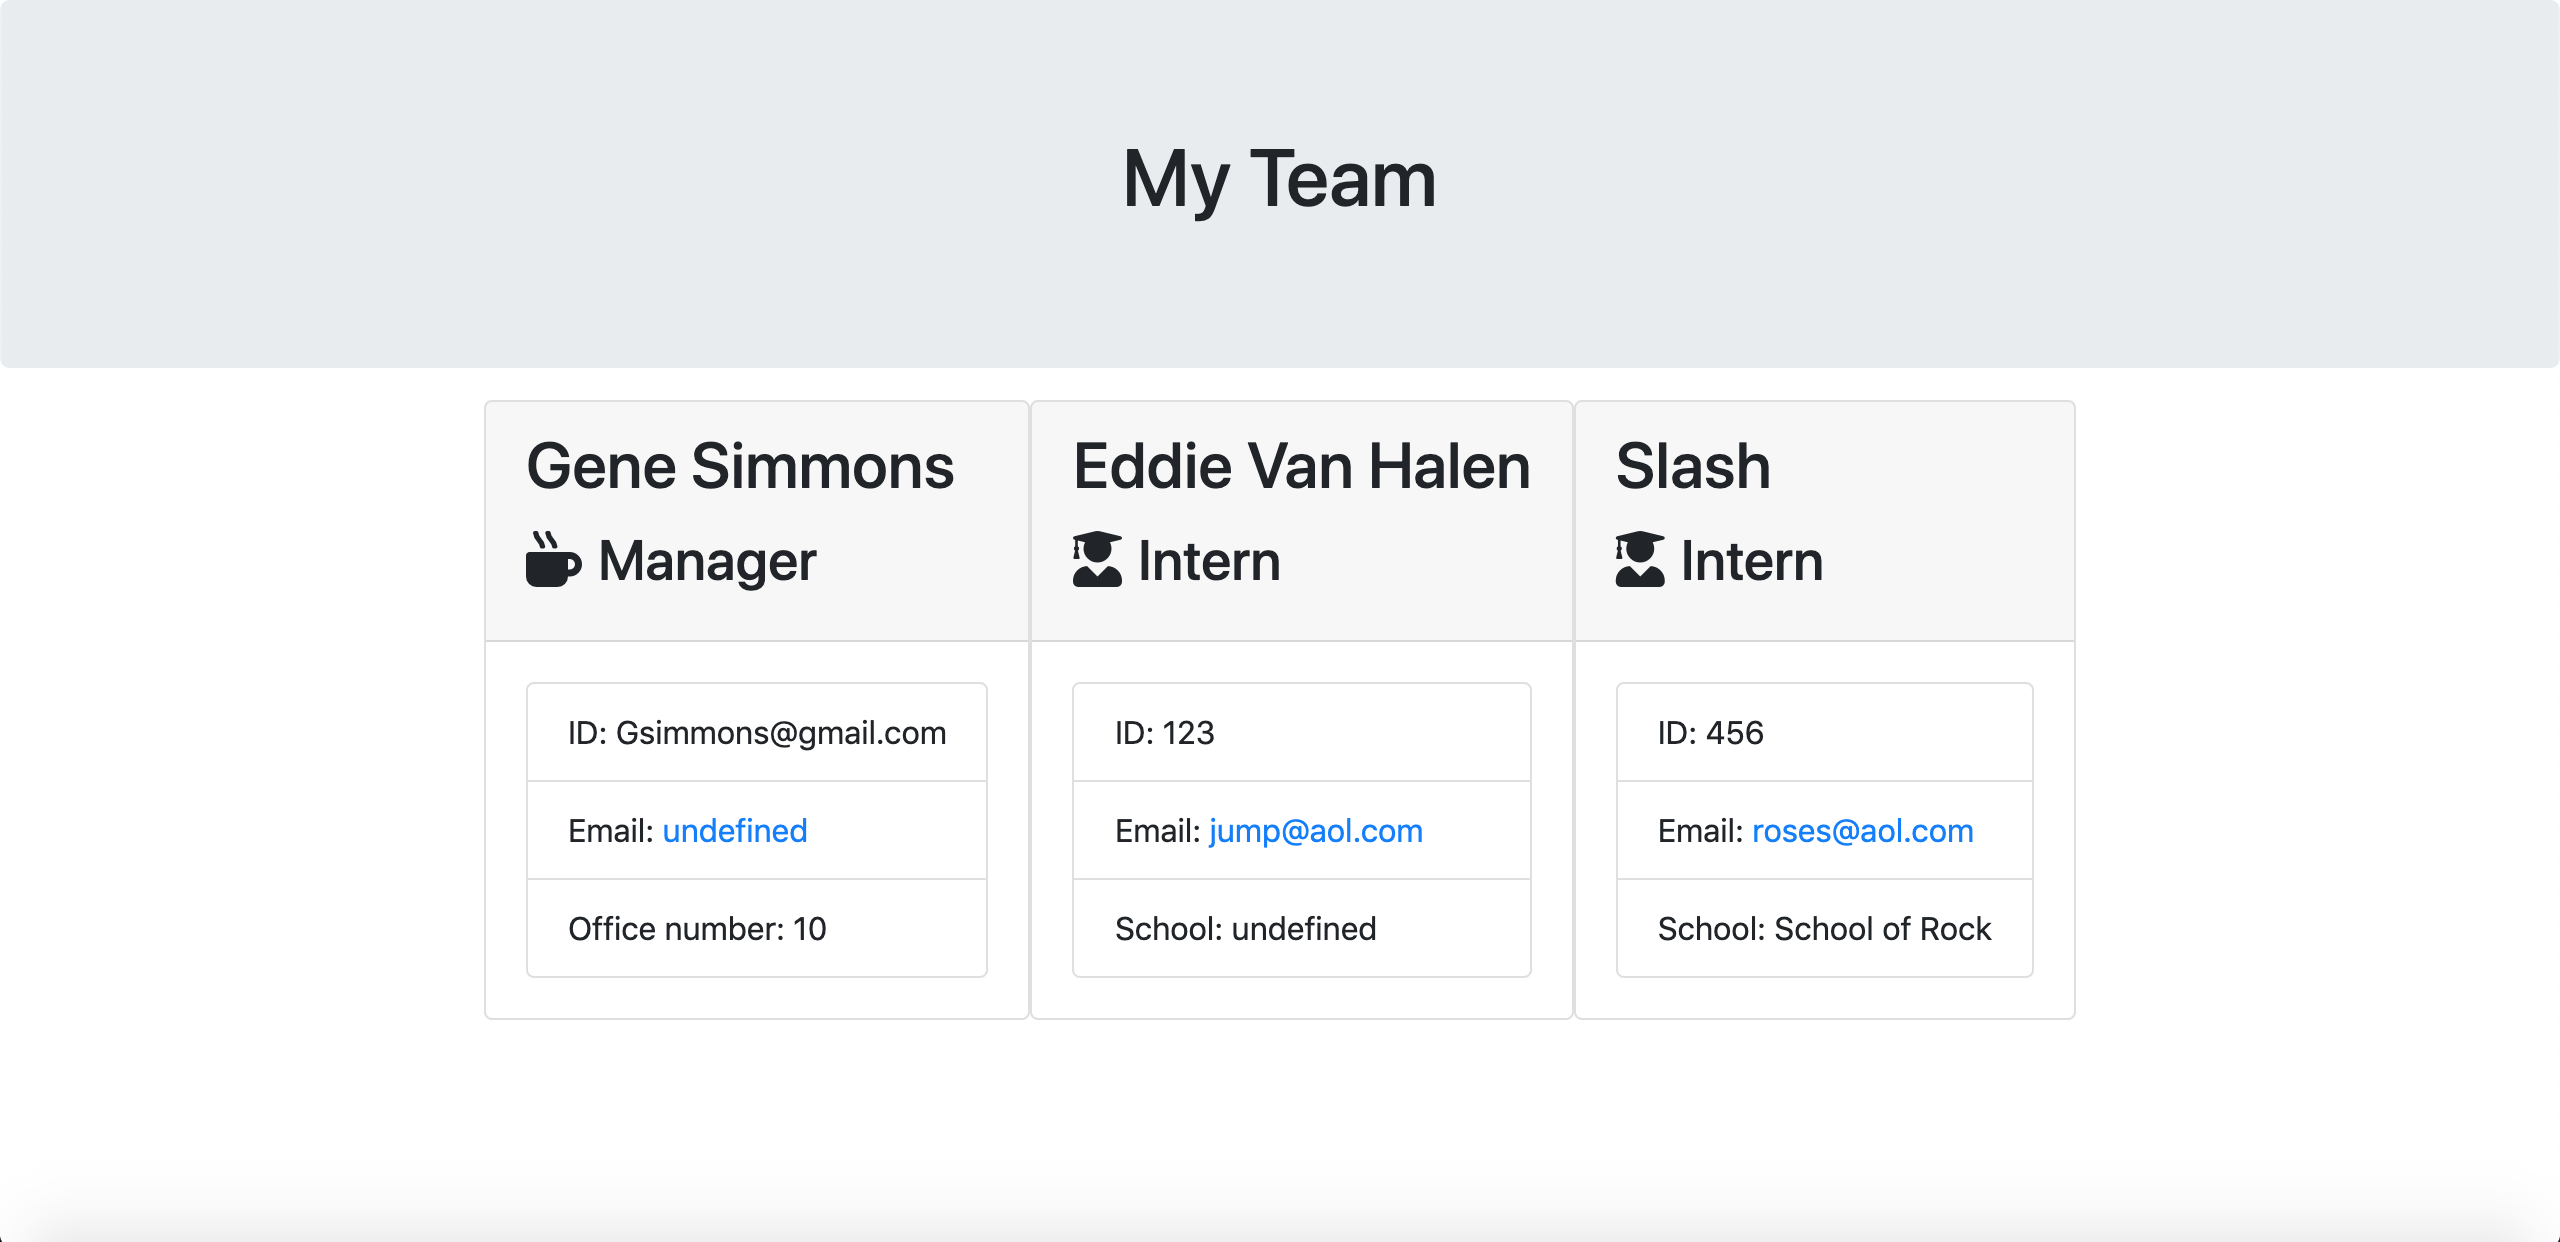 My Team
Gene Simmons
Manager
ID: Gsimmons@gmail.com
Email: undefined
Office number: 10
Eddie Van Halen
Intern
ID: 123
Email: jump@aol.com
School: undefined
Slash
Intern
ID: 456
Email: roses@aol.com
School: School of Rock